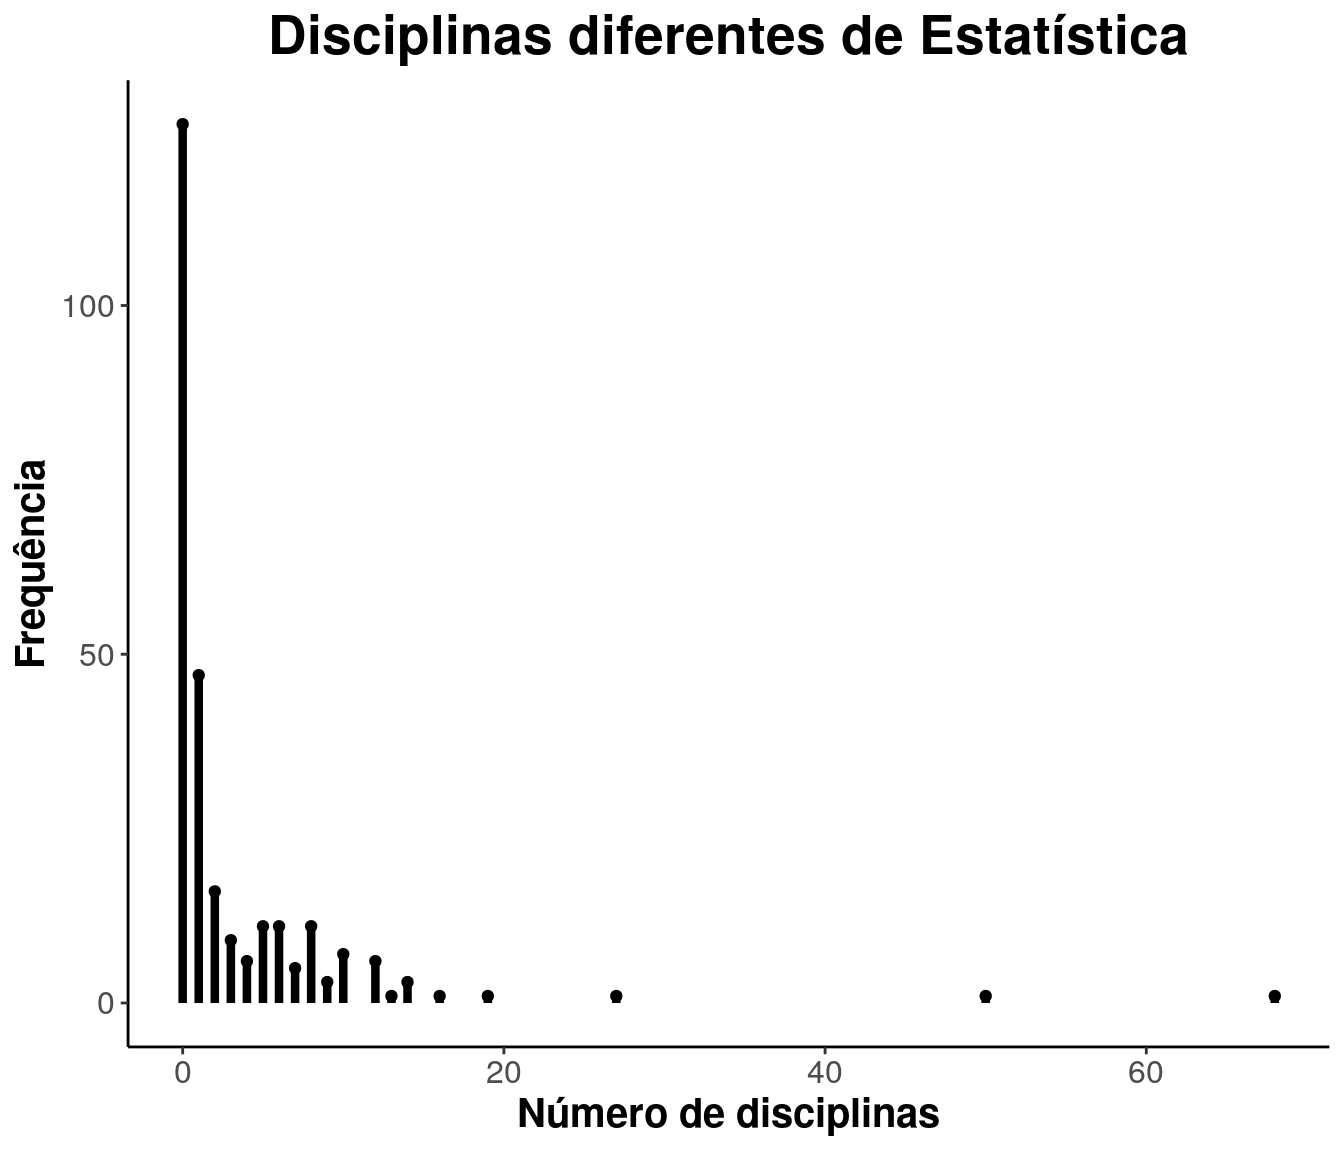 Disciplinas diferentes de Estatística
Frequência
100
50
0
0 20 40 60
Número de disciplinas